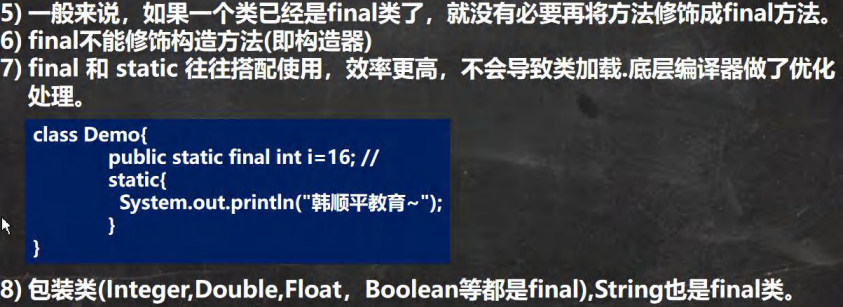 5) 一般来说，如果一个类已经是final类了，就没有必要再将方法修饰成final方法。
6) final不能修饰构造方法(即构造器)
7) final 和 static 往往搭配使用，效率更高，不会导致类加载.底层编译器做了优化
处理。
class Demo{
public static final int i=16; //
static{
System.out.println("韩顺平教育~");
}
}
8) 包装类(Integer,Double,Float，Boolean等都是final),String也是final类。